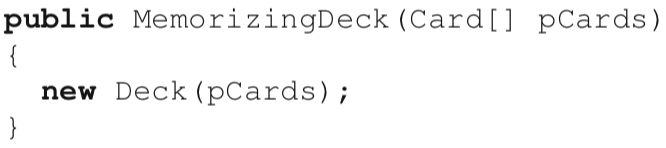 public MemorizingDeck(Card[] pCards)
{
  new Deck(pCards);
}